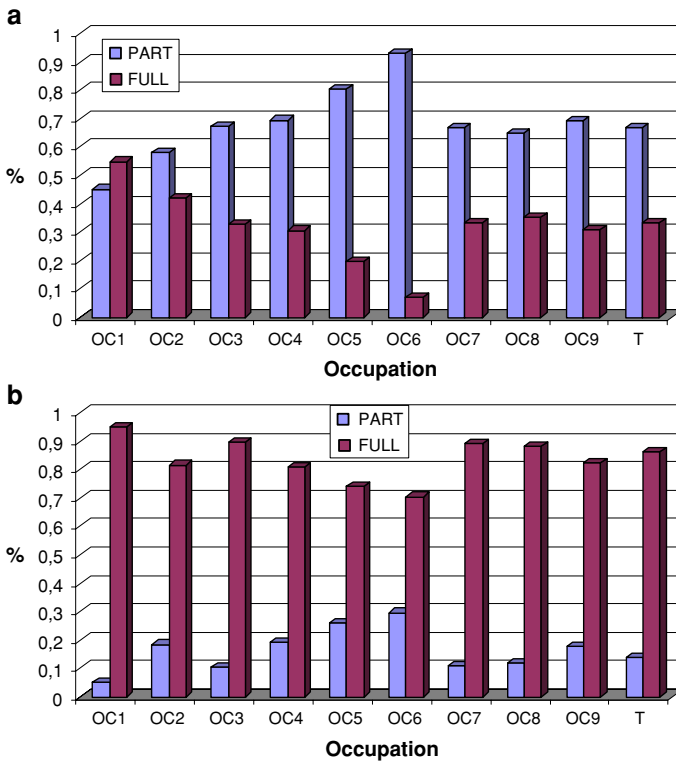 a
1
0,9
0,8
0,7
0,6
0,5
0,4
0,3
0,2
0,1
0
%
PART
FULL
OC1 OC2 OC3 OC4 OC5 OC6 OC7 OC8 OC9 T
Occupation
b
1
0,9
0,8
0,7
0,6
0,5
0,4
0,3
0,2
0,1
0
%
PART
FULL
OC1 OC2 OC3 OC4 OC5 OC6 OC7 OC8 OC9 T
Occupation